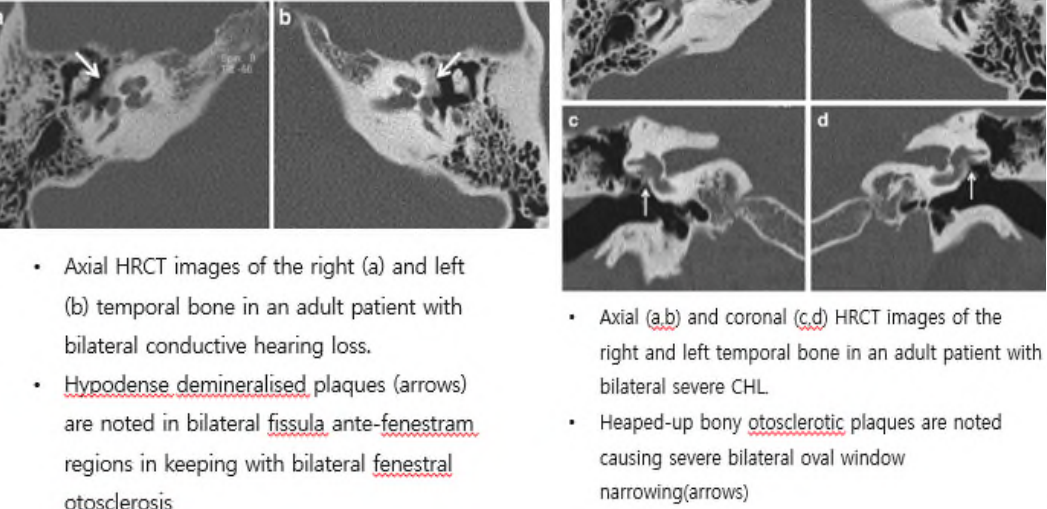 b
• Axial HRCT images of the right (a) and left
(b) temporal bone in an adult patient with
bilateral conductive hearing loss.
• Hypodense demineralised plaques (arrows)
are noted in bilateral fissula ante-fenestram
regions in keeping with bilateral fenestral
otosclerosis
c
d
• Axial (a,b) and coronal (c,d) HRCT images of the
right and left temporal bone in an adult patient with
bilateral severe CHL.
• Heaped-up bony otosclerotic plaques are noted
causing severe bilateral oval window
narrowing(arrows)